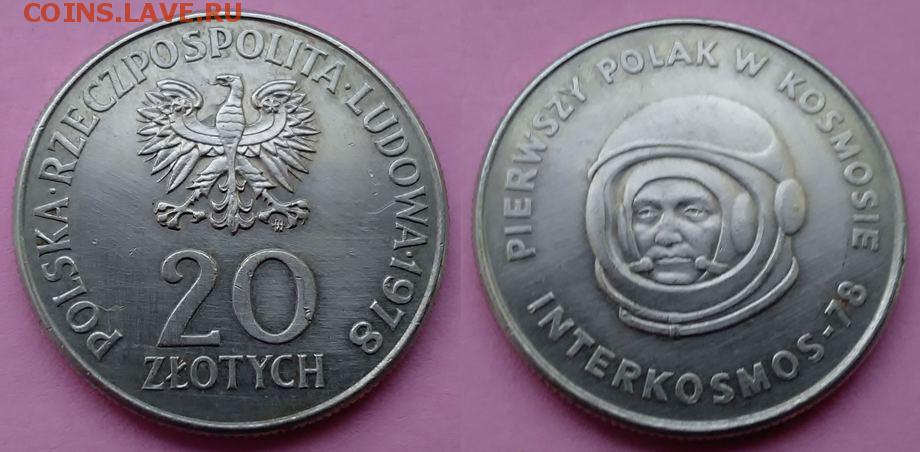 COINS.LAVE.RU
POLSKA·RZECZPOSPOLITA·LUDOWA·1978
20
ZŁOTYCH
PIERWSZY POLAK W KOSMOSIE
INTERKOSMOS-78